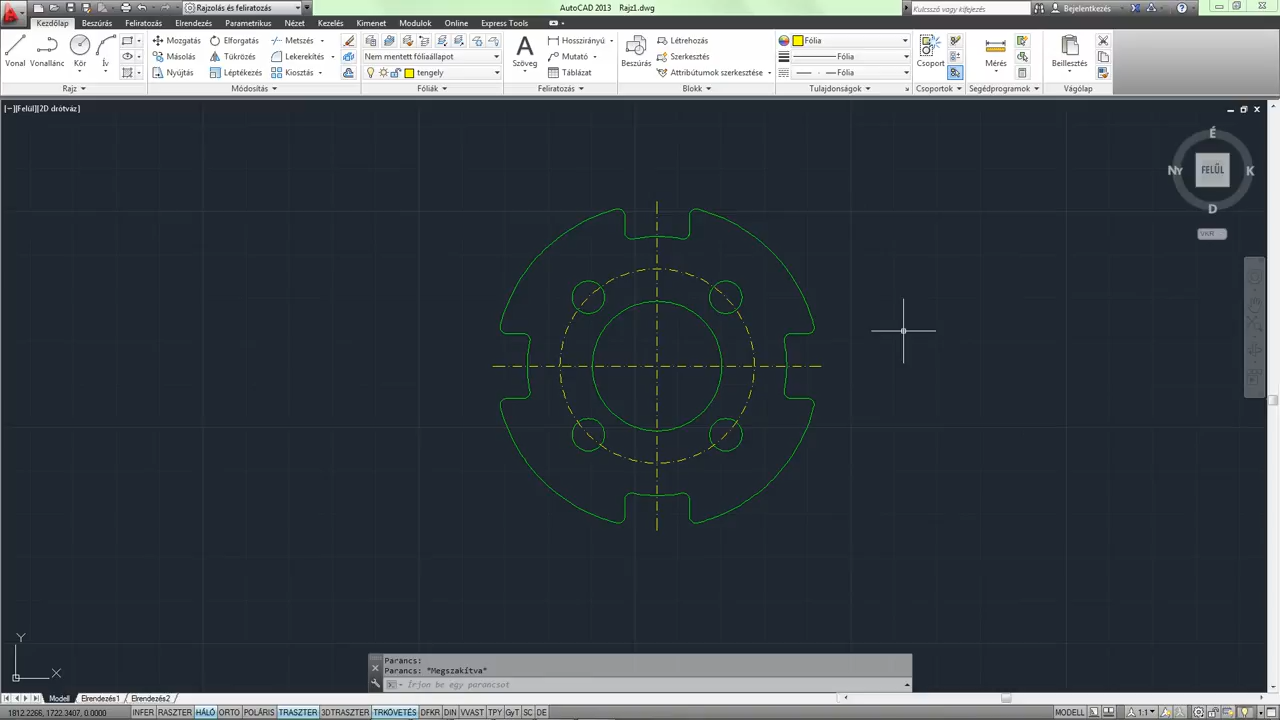 Rajzolás és feliratozás
AutoCAD 2013 Rajz1.dwg
Kulcsszó vagy kifejezés
Bejelentkezés
Kezdőlap Beszúrás Feliratozás Elrendezés Parametrikus Nézet Kezelés Kimenet Modulok Online Express Tools
Vonal Vonallánc Kör Ív
Mozgatás Elforgatás Metszés
Másolás Tükrözés Lekerekítés
Nyújtás Léptékezés Kiosztás
Nem mentett fóliaállapot
tengely
Szöveg
Hosszirányú
Mutató
Táblázat
Beszúrás
Létrehozás
Szerkesztés
Attribútumok szerkesztése
Fólia
Fólia
Fólia
Csoport
Mérés
Beillesztés
Rajz Módosítás Fóliák Feliratozás Blokk Tulajdonságok Csoportok Segédprogramok Vágólap
[−][Felül][2D drótváz]
É
NY FELÜL K
D
VKR
Y
X
Parancs:
Parancs: *Megszakítva*
Írjon be egy parancsot
Modell Elrendezés1 Elrendezés2
1812.2266, 1722.3407, 0.0000 INFER RASZTER HÁLÓ ORTO POLÁRIS TRASZTER 3DTRASZTER TRKÖVETÉS DFKR DIN VVAST TPY GyT SC DE MODELL 1:1